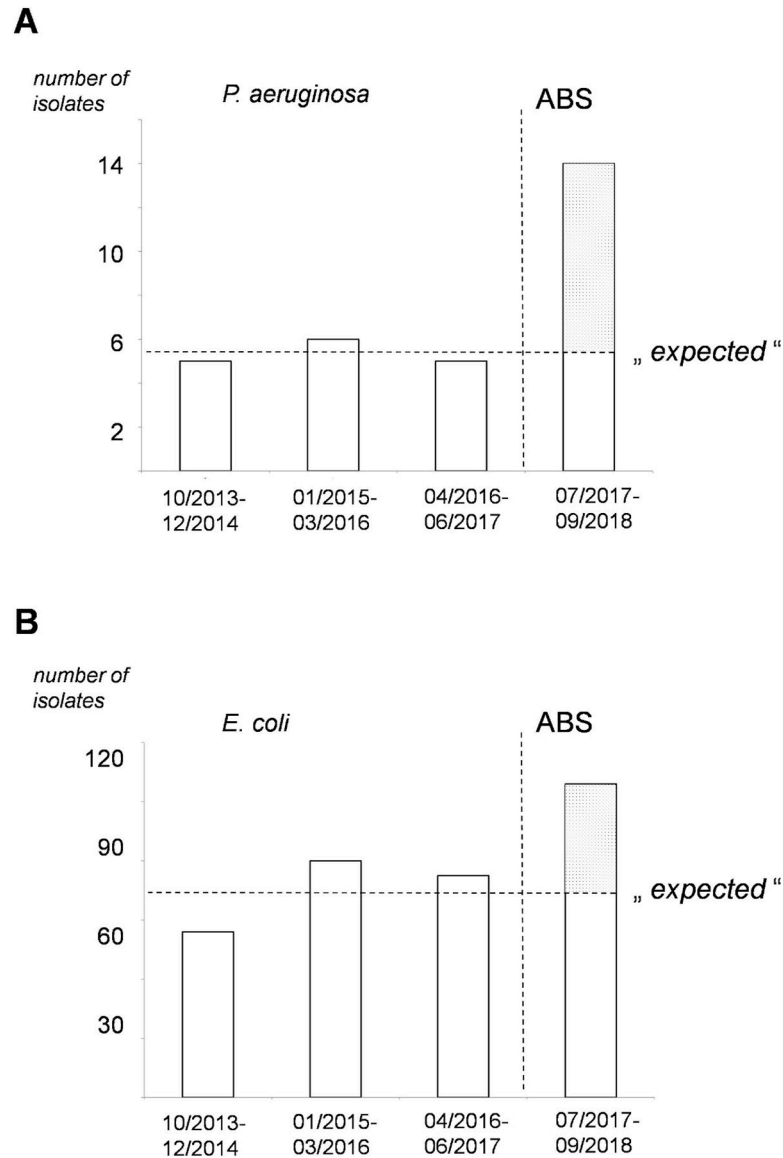 A
number of
isolates
P. aeruginosa
ABS
14
10
6
2
„ expected “
10/2013-
12/2014
01/2015-
03/2016
04/2016-
06/2017
07/2017-
09/2018
B
number of
isolates
E. coli
ABS
120
90
60
30
„ expected “
10/2013-
12/2014
01/2015-
03/2016
04/2016-
06/2017
07/2017-
09/2018